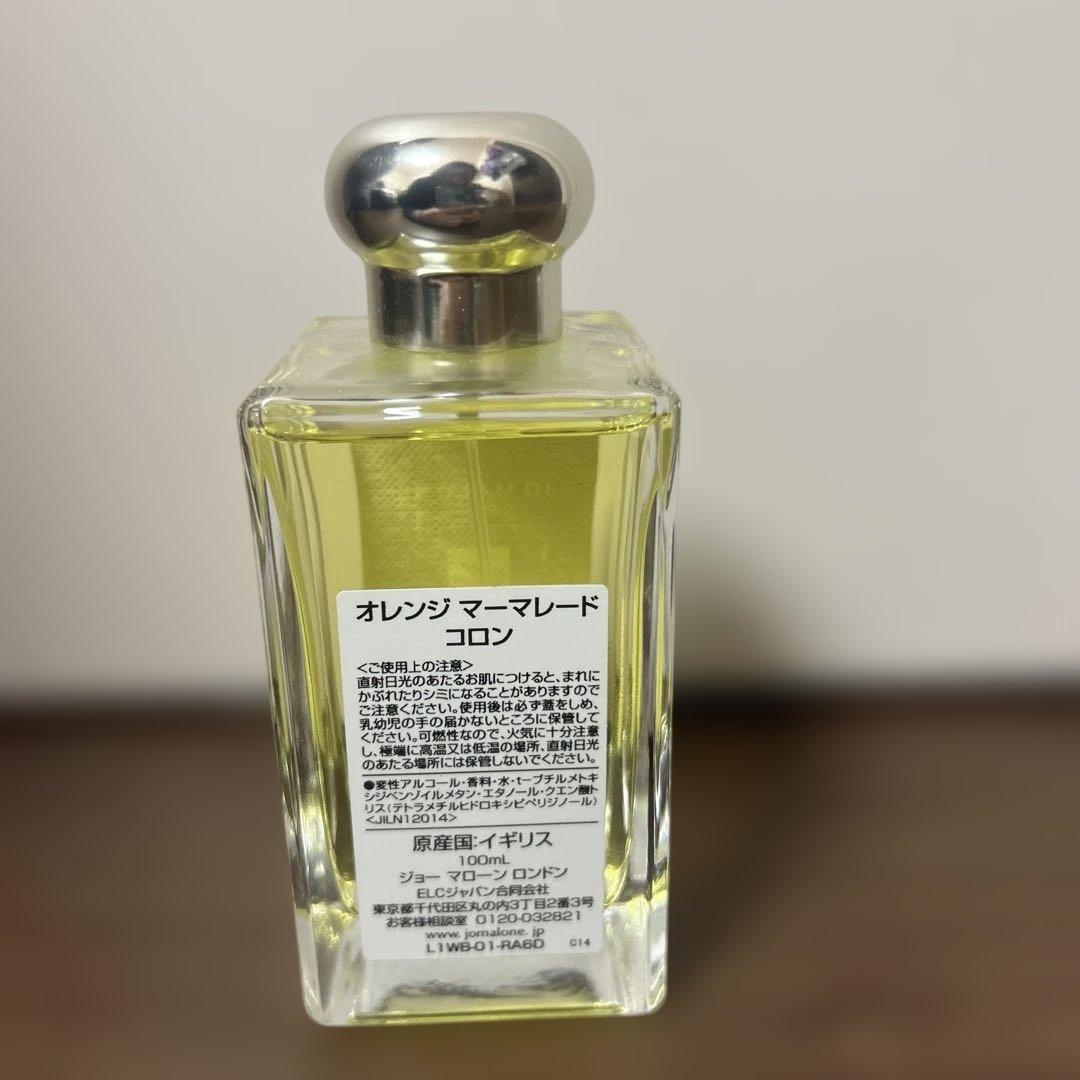 オレンジ マーマレード
コロン
<ご使用上の注意>
直射日光のあたるお肌につけると、まれに
かぶれたりシミになることがありますので
ご注意ください。使用後は必ず蓋をしめ、
乳幼児の手の届かないところに保管して
ください。可燃性なので、火気に十分注意
し、極端に高温又は低温の場所、直射日光
のあたる場所には保管しないでください。
●変性アルコール・香料・水・t-ブチルメトキ
シジベンゾイルメタン・エタノール・クエン酸ト
リス(テトラメチルヒドロキシピペリジノール)
<JILN12014>
原産国:イギリス
100mL
ジョー マローン ロンドン
ELCジャパン合同会社
東京都千代田区丸の内3丁目2番3号
お客様相談室 0120-032821
www. jomalone. jp
L1WB-01-RA6D C14